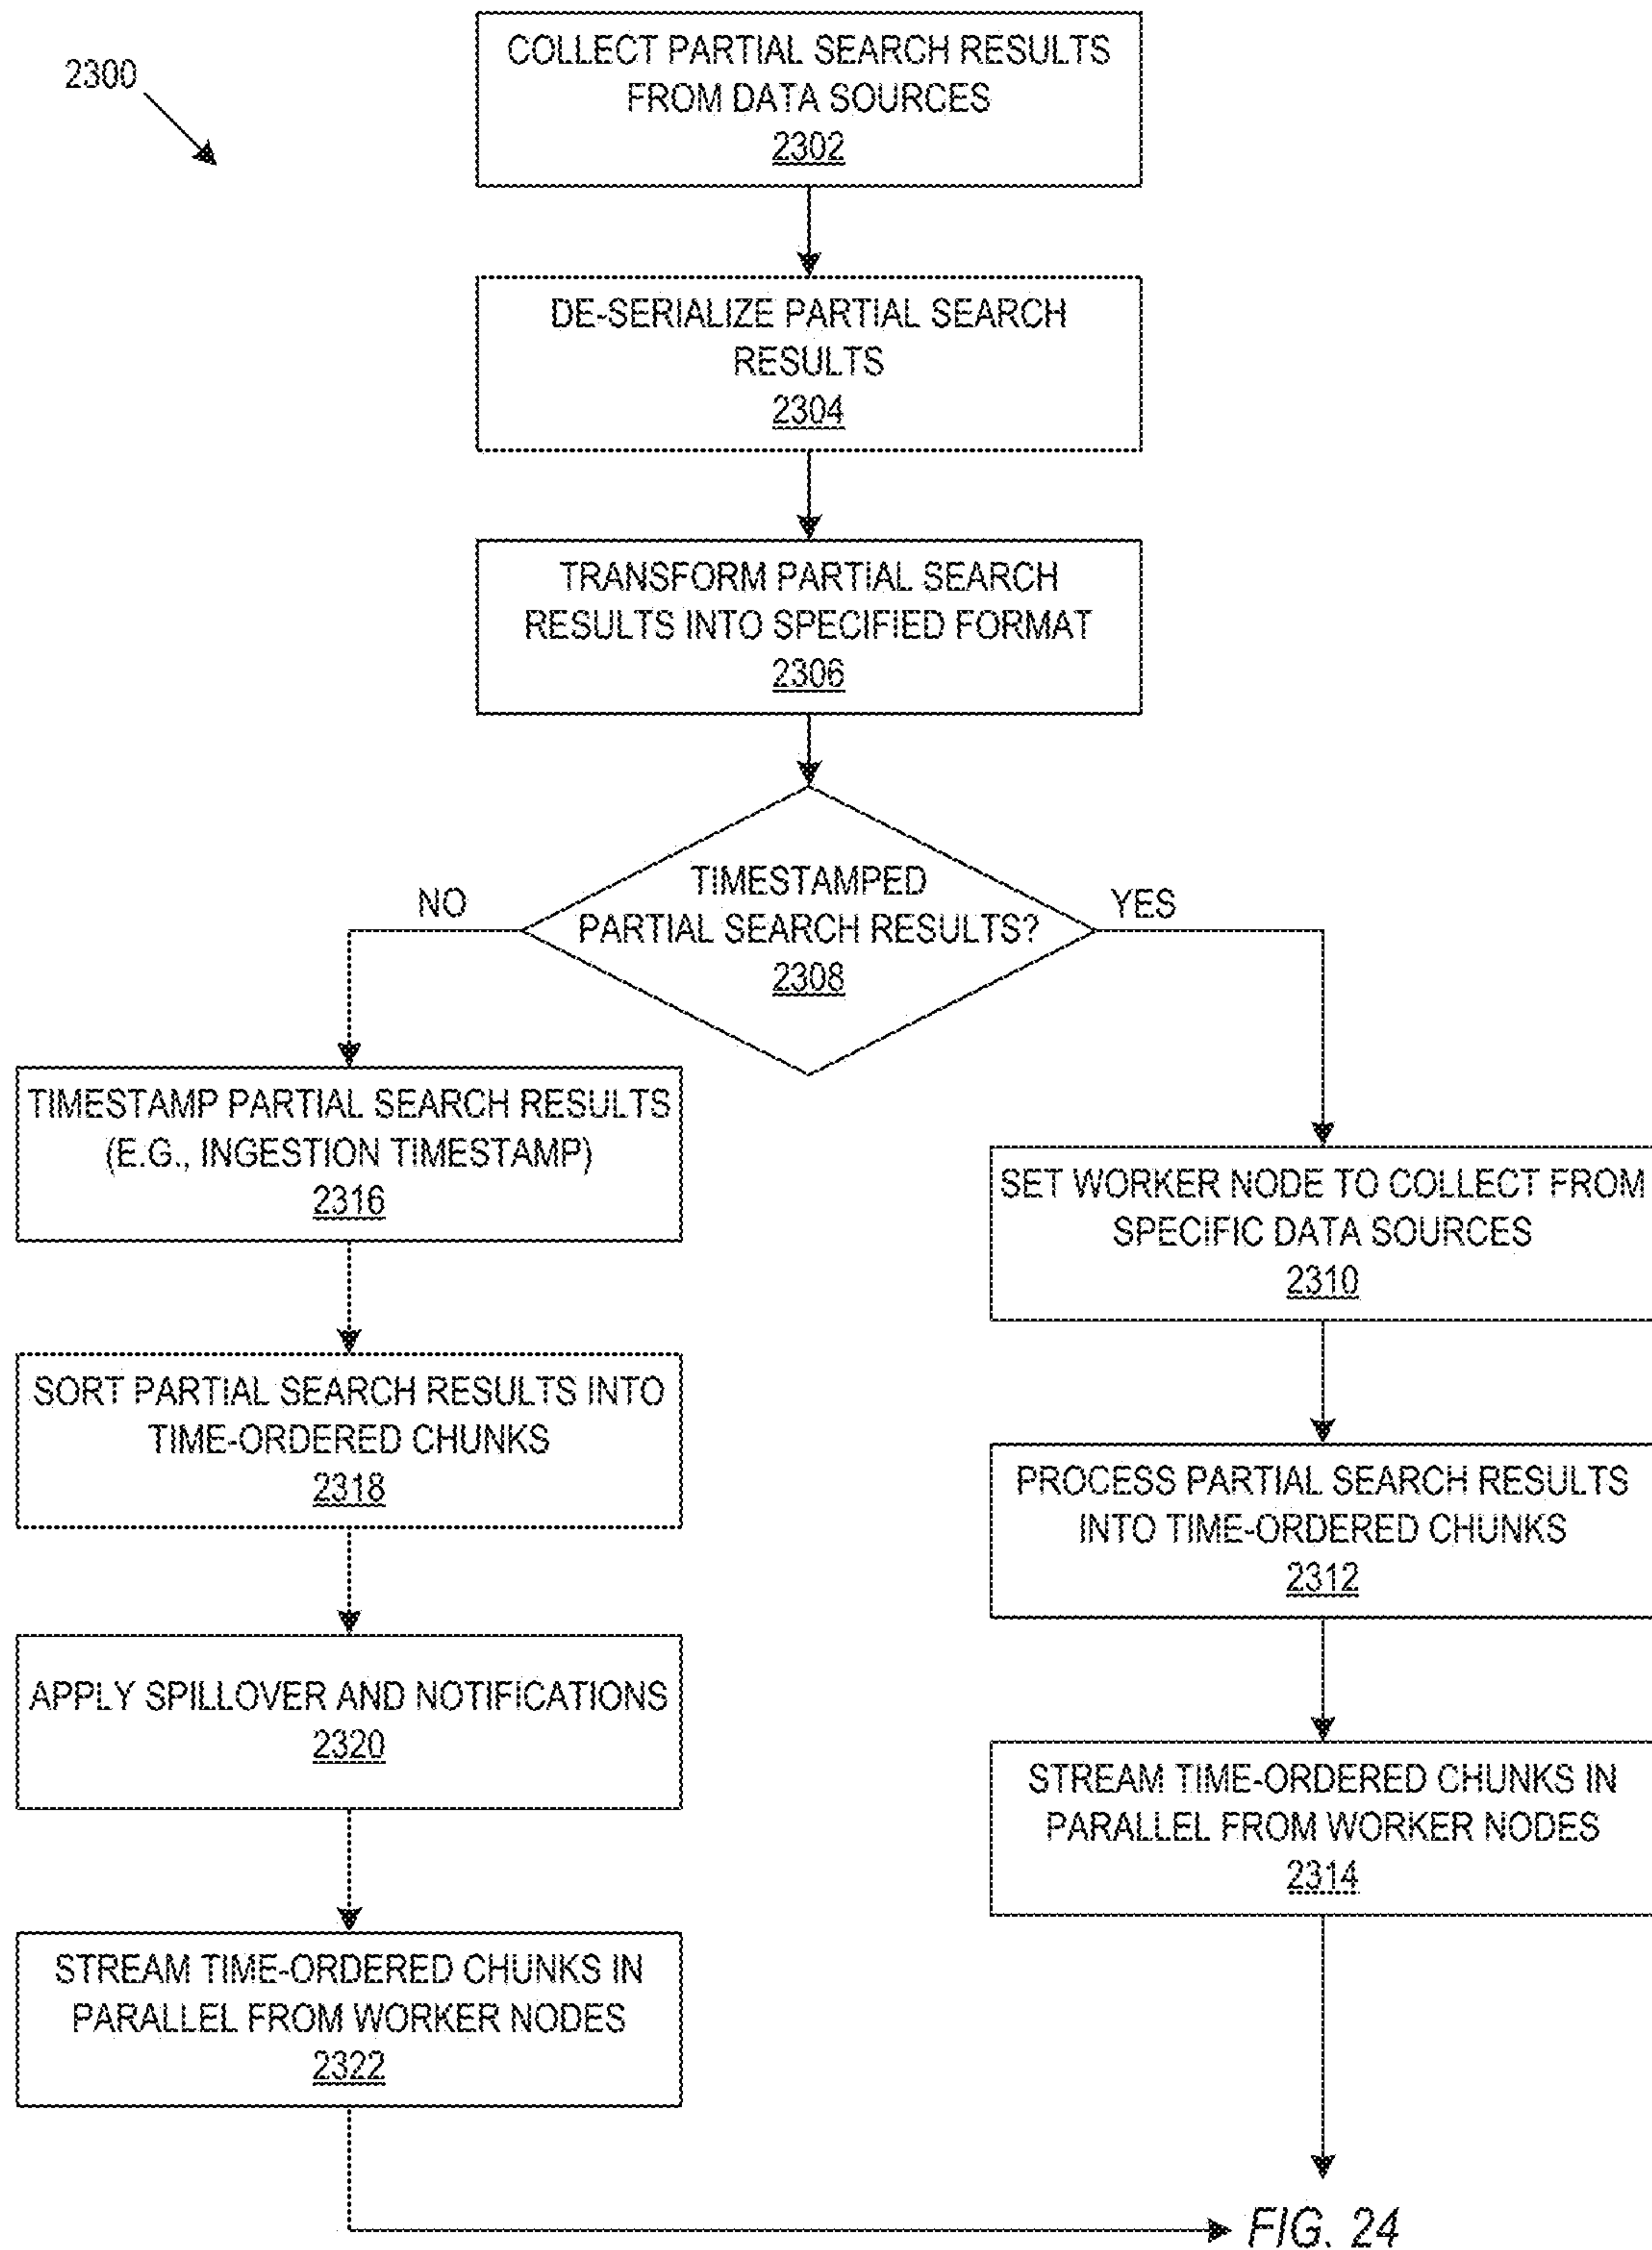 2300
COLLECT PARTIAL SEARCH RESULTS
FROM DATA SOURCES
2302
DE-SERIALIZE PARTIAL SEARCH
RESULTS
2304
TRANSFORM PARTIAL SEARCH
RESULTS INTO SPECIFIED FORMAT
2306
TIMESTAMPED
PARTIAL SEARCH RESULTS?
2308
NO
YES
TIMESTAMP PARTIAL SEARCH RESULTS
(E.G., INGESTION TIMESTAMP)
2316
SORT PARTIAL SEARCH RESULTS INTO
TIME-ORDERED CHUNKS
2318
APPLY SPILLOVER AND NOTIFICATIONS
2320
STREAM TIME-ORDERED CHUNKS IN
PARALLEL FROM WORKER NODES
2322
SET WORKER NODE TO COLLECT FROM
SPECIFIC DATA SOURCES
2310
PROCESS PARTIAL SEARCH RESULTS
INTO TIME-ORDERED CHUNKS
2312
STREAM TIME-ORDERED CHUNKS IN
PARALLEL FROM WORKER NODES
2314
FIG. 24